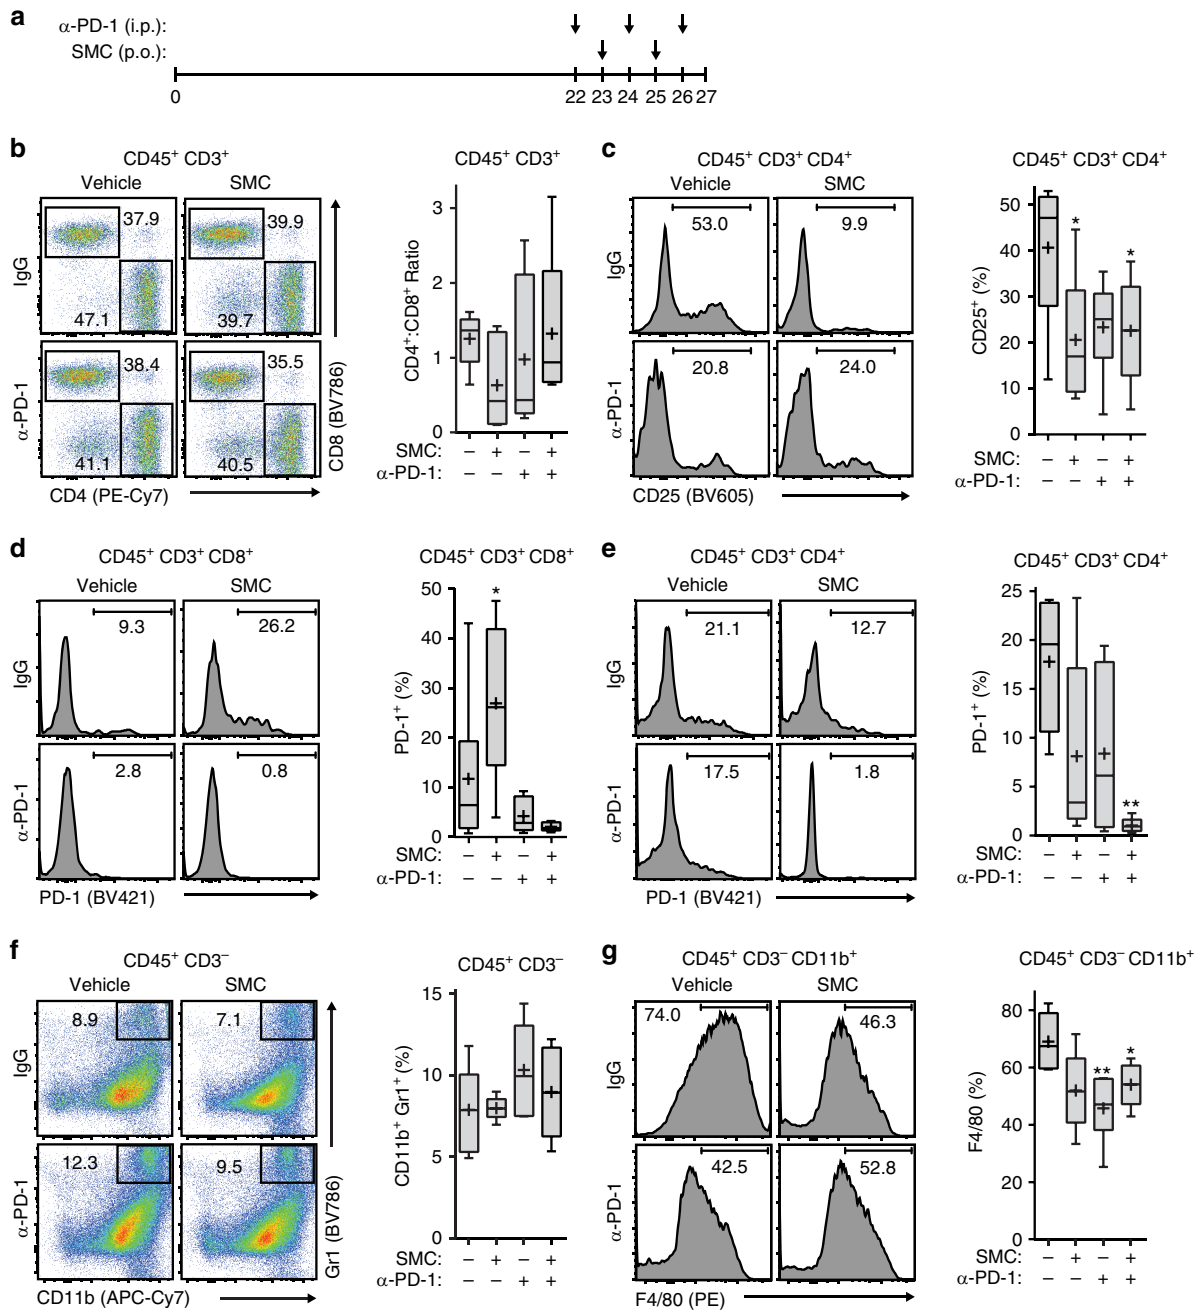 a
α-PD-1 (i.p.):
SMC (p.o.):
0 22 23 24 25 26 27
b
CD45+ CD3+
Vehicle SMC
IgG
37.9 39.9
47.1 39.7
α-PD-1
38.4 35.5
41.1 40.5
CD4 (PE-Cy7)
CD8 (BV786)
CD45+ CD3+
CD4+:CD8+ Ratio
3
2
1
0
SMC: – + – +
α-PD-1: – – + +
c
CD45+ CD3+ CD4+
Vehicle SMC
IgG
53.0 9.9
α-PD-1
20.8 24.0
CD25 (BV605)
CD45+ CD3+ CD4+
CD25+ (%)
50
40
30
20
10
0
* *
SMC: – + – +
α-PD-1: – – + +
d
CD45+ CD3+ CD8+
Vehicle SMC
IgG
9.3 26.2
α-PD-1
2.8 0.8
PD-1 (BV421)
CD45+ CD3+ CD8+
PD-1+ (%)
50
40
30
20
10
0
*
SMC: – + – +
α-PD-1: – – + +
e
CD45+ CD3+ CD4+
Vehicle SMC
IgG
21.1 12.7
α-PD-1
17.5 1.8
PD-1 (BV421)
CD45+ CD3+ CD4+
PD-1+ (%)
25
20
15
10
5
0
**
SMC: – + – +
α-PD-1: – – + +
f
CD45+ CD3–
Vehicle SMC
IgG
8.9 7.1
α-PD-1
12.3 9.5
CD11b (APC-Cy7)
Gr1 (BV786)
CD45+ CD3–
CD11b+ Gr1+ (%)
15
10
5
0
SMC: – + – +
α-PD-1: – – + +
g
CD45+ CD3– CD11b+
Vehicle SMC
IgG
74.0 46.3
α-PD-1
42.5 52.8
F4/80 (PE)
CD45+ CD3– CD11b+
F4/80 (%)
80
60
40
20
0
** *
SMC: – + – +
α-PD-1: – – + +